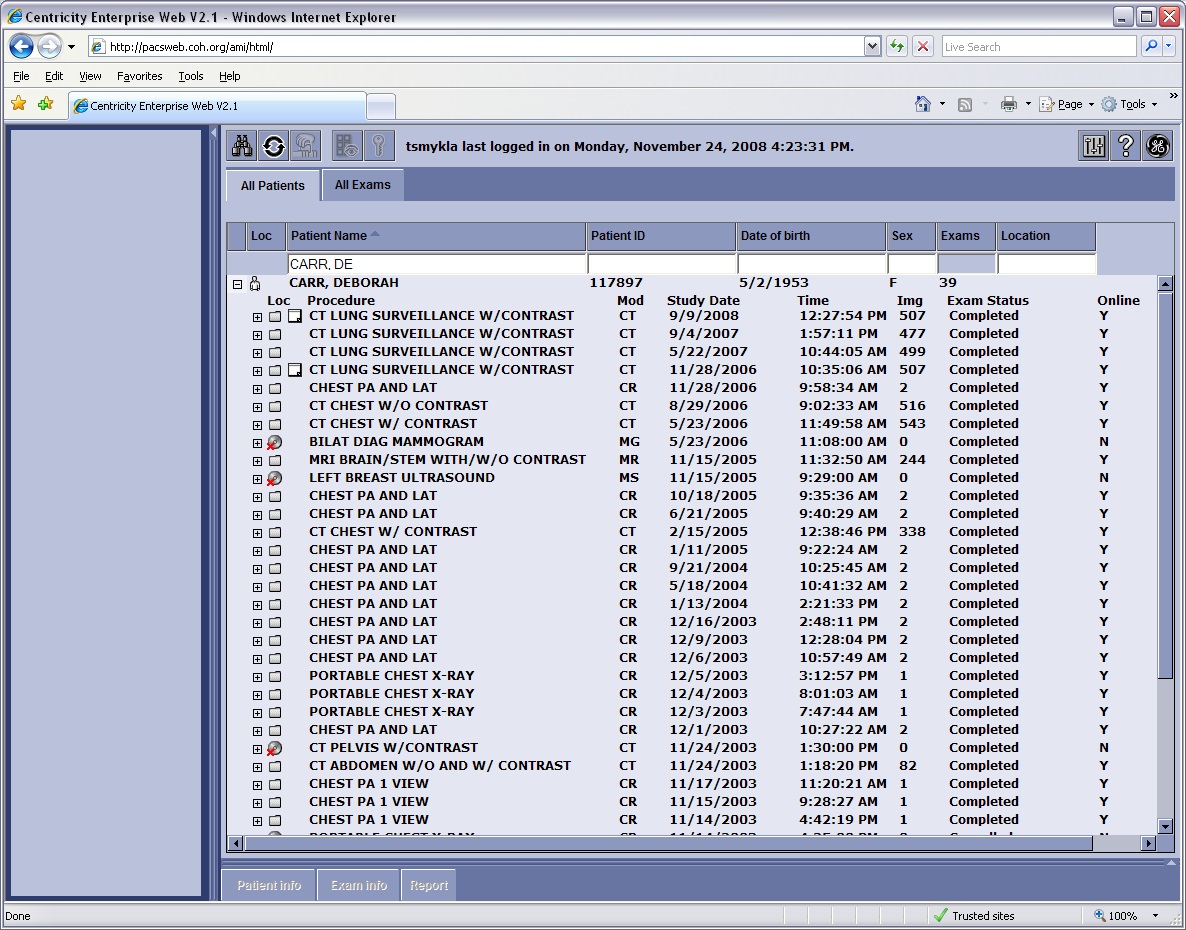 Centricity Enterprise Web V2.1 - Windows Internet Explorer
http://pacsweb.coh.org/ami/html/ Live Search
File Edit View Favorites Tools Help
Centricity Enterprise Web V2.1 Page Tools
tsmykla last logged in on Monday, November 24, 2008 4:23:31 PM.
All Patients All Exams
Loc Patient Name Patient ID Date of birth Sex Exams Location
CARR, DE
CARR, DEBORAH 117897 5/2/1953 F 39
Loc Procedure Mod Study Date Time Img Exam Status Online
CT LUNG SURVEILLANCE W/CONTRAST CT 9/9/2008 12:27:54 PM 507 Completed Y
CT LUNG SURVEILLANCE W/CONTRAST CT 9/4/2007 1:57:11 PM 477 Completed Y
CT LUNG SURVEILLANCE W/CONTRAST CT 5/22/2007 10:44:05 AM 499 Completed Y
CT LUNG SURVEILLANCE W/CONTRAST CT 11/28/2006 10:35:06 AM 507 Completed Y
CHEST PA AND LAT CR 11/28/2006 9:58:34 AM 2 Completed Y
CT CHEST W/O CONTRAST CT 8/29/2006 9:02:33 AM 516 Completed Y
CT CHEST W/ CONTRAST CT 5/23/2006 11:49:58 AM 543 Completed Y
BILAT DIAG MAMMOGRAM MG 5/23/2006 11:08:00 AM 0 Completed N
MRI BRAIN/STEM WITH/W/O CONTRAST MR 11/15/2005 11:32:50 AM 244 Completed Y
LEFT BREAST ULTRASOUND MS 11/15/2005 9:29:00 AM 0 Completed N
CHEST PA AND LAT CR 10/18/2005 9:35:36 AM 2 Completed Y
CHEST PA AND LAT CR 6/21/2005 9:40:29 AM 2 Completed Y
CT CHEST W/ CONTRAST CT 2/15/2005 12:38:46 PM 338 Completed Y
CHEST PA AND LAT CR 1/11/2005 9:22:24 AM 2 Completed Y
CHEST PA AND LAT CR 9/21/2004 10:25:45 AM 2 Completed Y
CHEST PA AND LAT CR 5/18/2004 10:41:32 AM 2 Completed Y
CHEST PA AND LAT CR 1/13/2004 2:21:33 PM 2 Completed Y
CHEST PA AND LAT CR 12/16/2003 2:48:11 PM 2 Completed Y
CHEST PA AND LAT CR 12/9/2003 12:28:04 PM 2 Completed Y
CHEST PA AND LAT CR 12/6/2003 10:57:49 AM 2 Completed Y
PORTABLE CHEST X-RAY CR 12/5/2003 3:12:57 PM 1 Completed Y
PORTABLE CHEST X-RAY CR 12/4/2003 8:01:03 AM 1 Completed Y
PORTABLE CHEST X-RAY CR 12/3/2003 7:47:44 AM 1 Completed Y
CHEST PA AND LAT CR 12/1/2003 10:27:22 AM 2 Completed Y
CT PELVIS W/CONTRAST CT 11/24/2003 1:30:00 PM 0 Completed N
CT ABDOMEN W/O AND W/ CONTRAST CT 11/24/2003 1:18:20 PM 82 Completed Y
CHEST PA 1 VIEW CR 11/17/2003 11:20:21 AM 1 Completed Y
CHEST PA 1 VIEW CR 11/15/2003 9:28:27 AM 1 Completed Y
CHEST PA 1 VIEW CR 11/14/2003 4:42:19 PM 1 Completed Y
Patient info Exam info Report
Done Trusted sites 100%